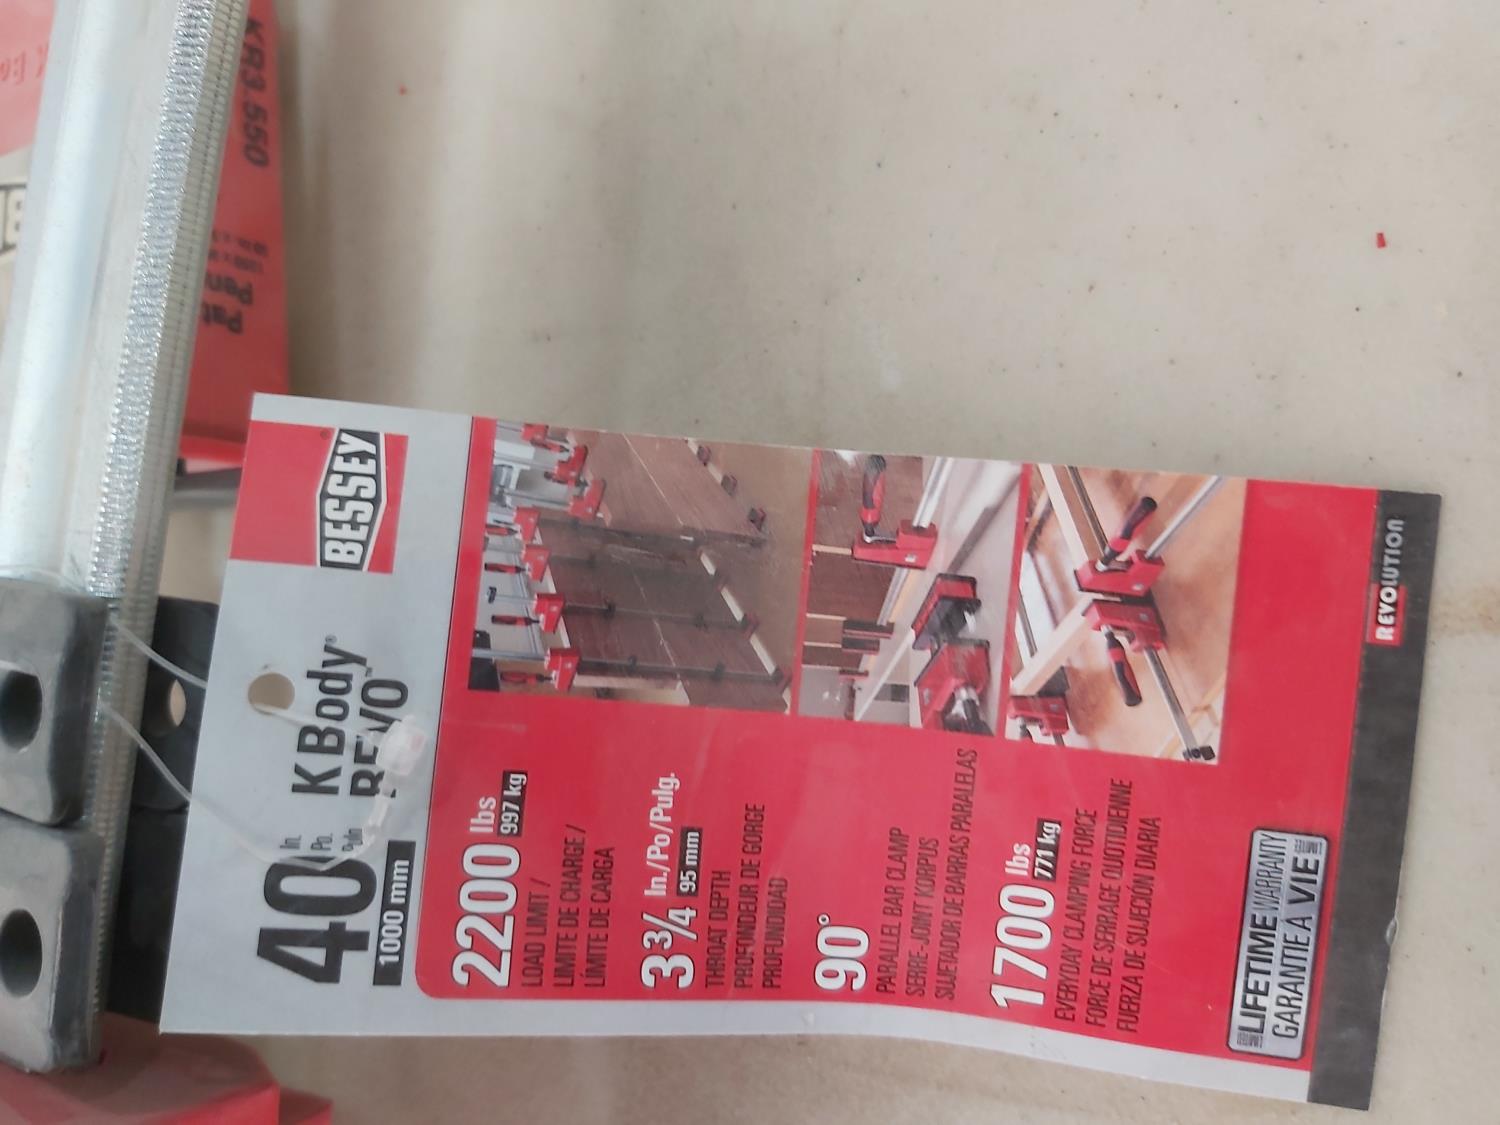 KR3.550
BESSEY®
40 In.
Po.
Pulg.
1000 mm
K Body®
REVO™
2200 lbs
997 kg
LOAD LIMIT /
LIMITE DE CHARGE /
LÍMITE DE CARGA
3¾ In./Po/Pulg.
95 mm
THROAT DEPTH
PROFONDEUR DE GORGE
PROFUNDIDAD
90°
PARALLEL BAR CLAMP
SERRE-JOINT KORPUS
SUJETADOR DE BARRAS PARALELAS
1700 lbs
771 kg
EVERYDAY CLAMPING FORCE
FORCE DE SERRAGE QUOTIDIENNE
FUERZA DE SUJECIÓN DIARIA
LIFETIME WARRANTY
GARANTIE À VIE
REVOLUTION